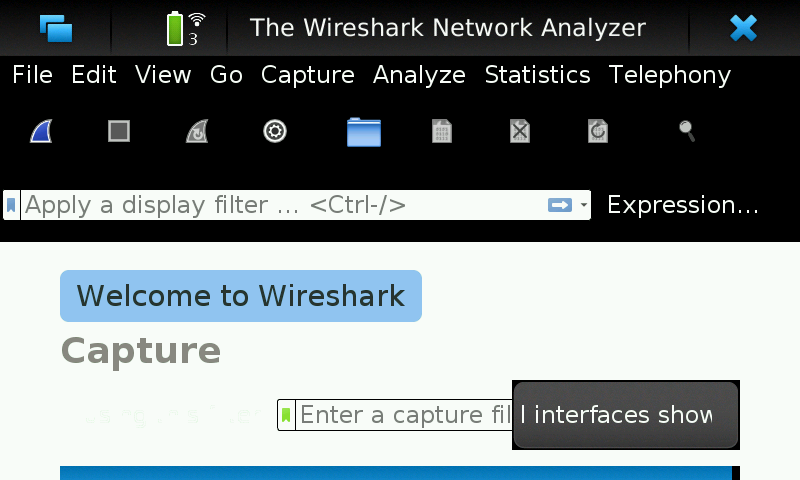 The Wireshark Network Analyzer
3
File Edit View Go Capture Analyze Statistics Telephony
Apply a display filter ... <Ctrl-/> Expression...
Welcome to Wireshark
Capture
Enter a capture fil l interfaces show